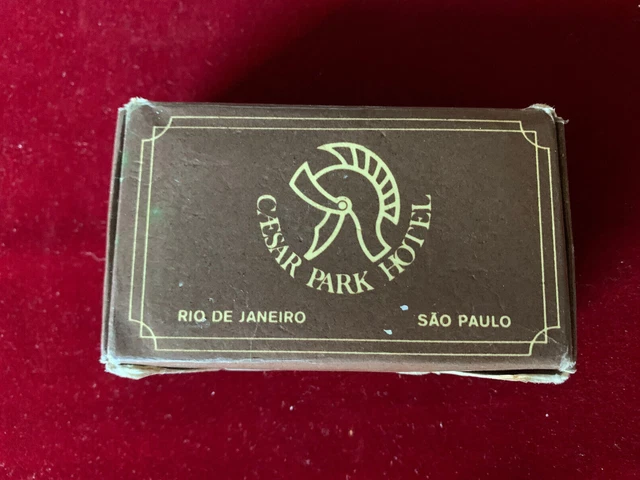 CÆSAR PARK HOTEL
RIO DE JANEIRO
SÃO PAULO